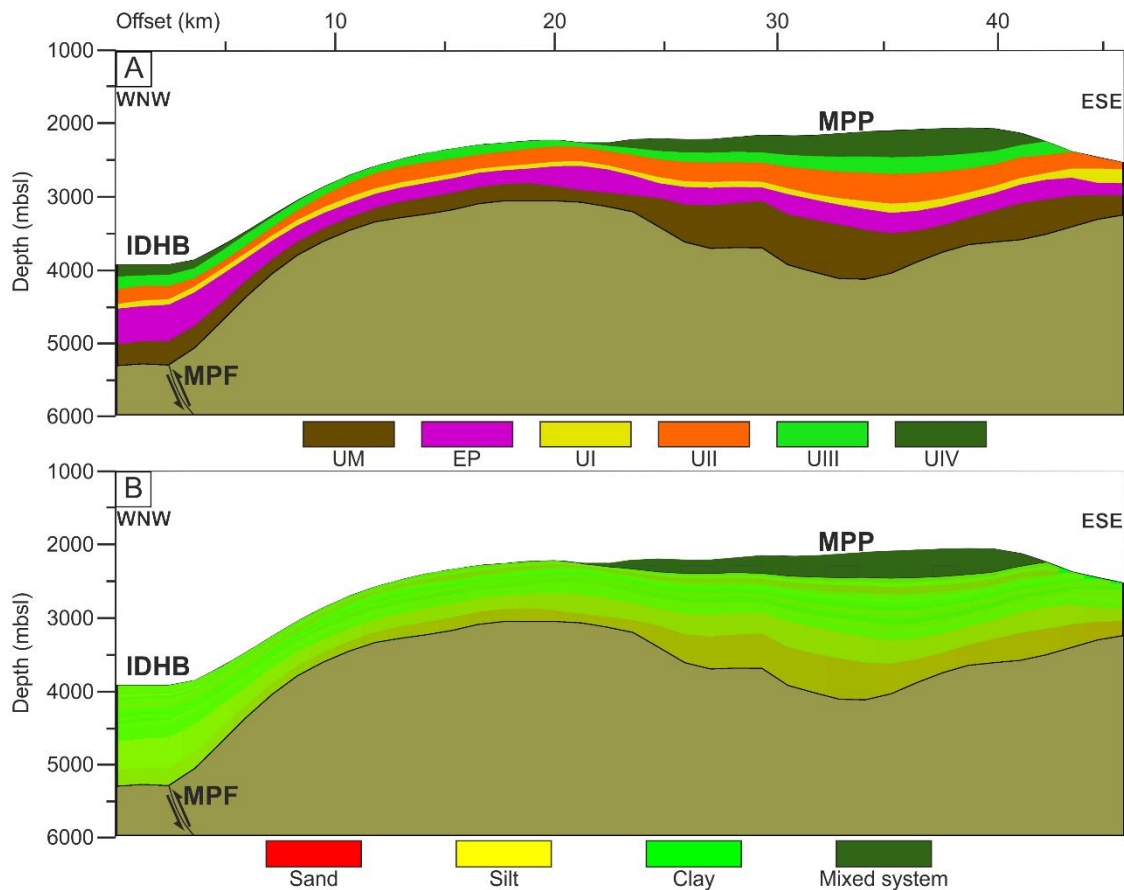 Offset (km) 10 20 30 40
1000
A
WNW
ESE
2000
MPP
3000
IDHB
4000
5000
MPF
6000
Depth (mbsl)
UM EP UI UII UIII UIV
1000
B
WNW
ESE
2000
MPP
3000
IDHB
4000
5000
MPF
6000
Depth (mbsl)
Sand Silt Clay Mixed system